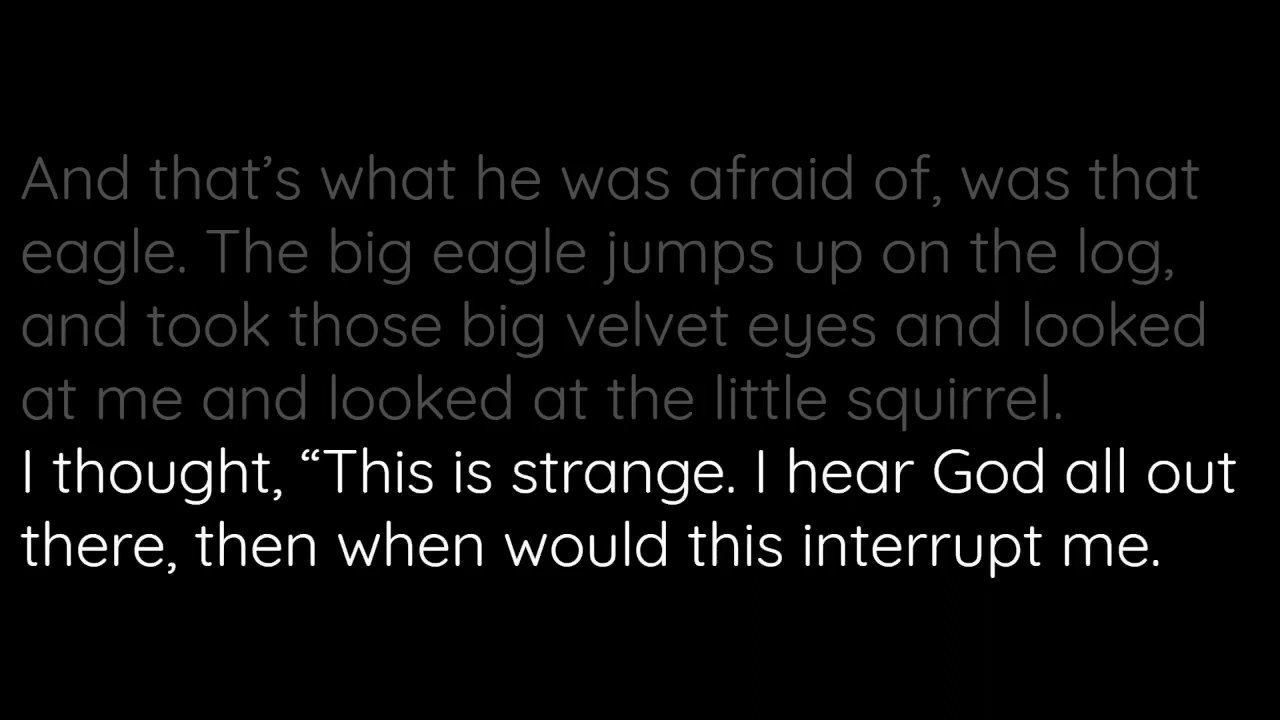 And that’s what he was afraid of, was that
eagle. The big eagle jumps up on the log,
and took those big velvet eyes and looked
at me and looked at the little squirrel.
I thought, “This is strange. I hear God all out
there, then when would this interrupt me.